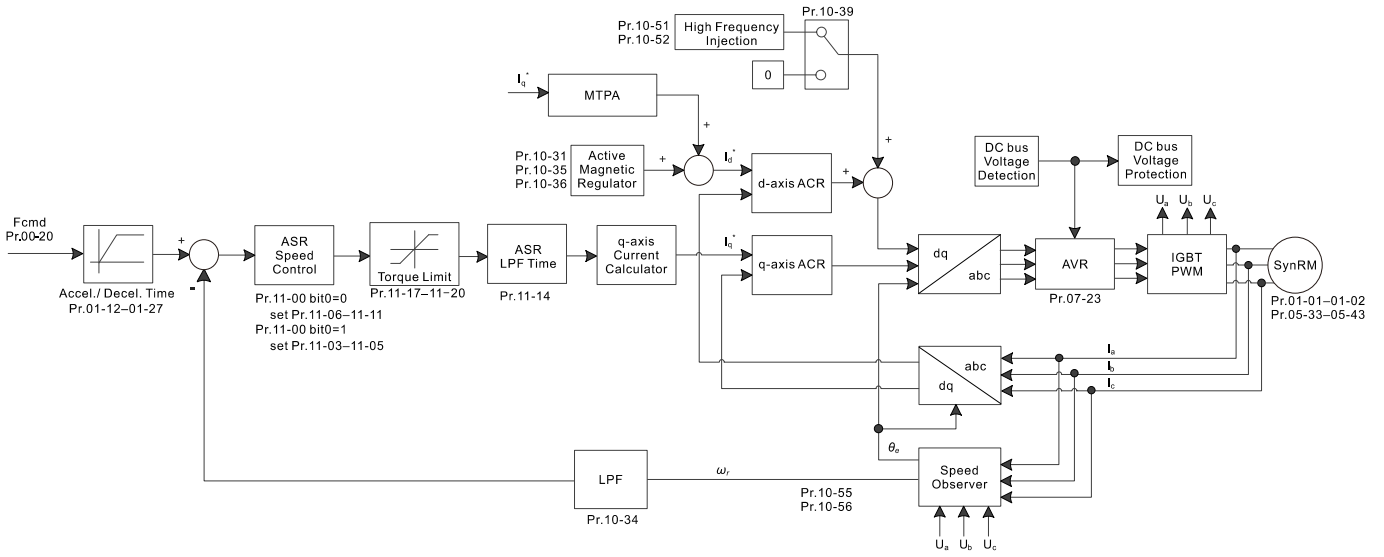 Pr.10-39
Pr.10-51
Pr.10-52
High Frequency
Injection
0
Iq*
MTPA
+
Pr.10-31
Pr.10-35
Pr.10-36
Active
Magnetic
Regulator
+
Id*
d-axis ACR
+
+
DC bus
Voltage
Detection
DC bus
Voltage
Protection
Ua
Ub
Uc
Fcmd
Pr.00-20
Accel./ Decel. Time
Pr.01-12–01-27
+
-
ASR
Speed
Control
Pr.11-00 bit0=0
set Pr.11-06–11-11
Pr.11-00 bit0=1
set Pr.11-03–11-05
Torque Limit
Pr.11-17–11-20
ASR
LPF Time
Pr.11-14
q-axis
Current
Calculator
Iq*
q-axis ACR
dq
abc
AVR
Pr.07-23
IGBT
PWM
SynRM
Pr.01-01–01-02
Pr.05-33–05-43
abc
dq
Ia
Ib
Ic
θe
Speed
Observer
ωr
Pr.10-55
Pr.10-56
LPF
Pr.10-34
Ua
Ub
Uc